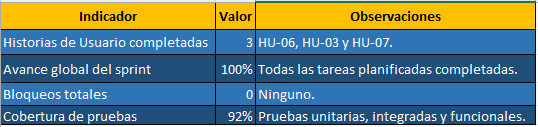 Indicador Valor Observaciones
Historias de Usuario completadas 3 HU-06, HU-03 y HU-07.
Avance global del sprint 100% Todas las tareas planificadas completadas.
Bloqueos totales 0 Ninguno.
Cobertura de pruebas 92% Pruebas unitarias, integradas y funcionales.